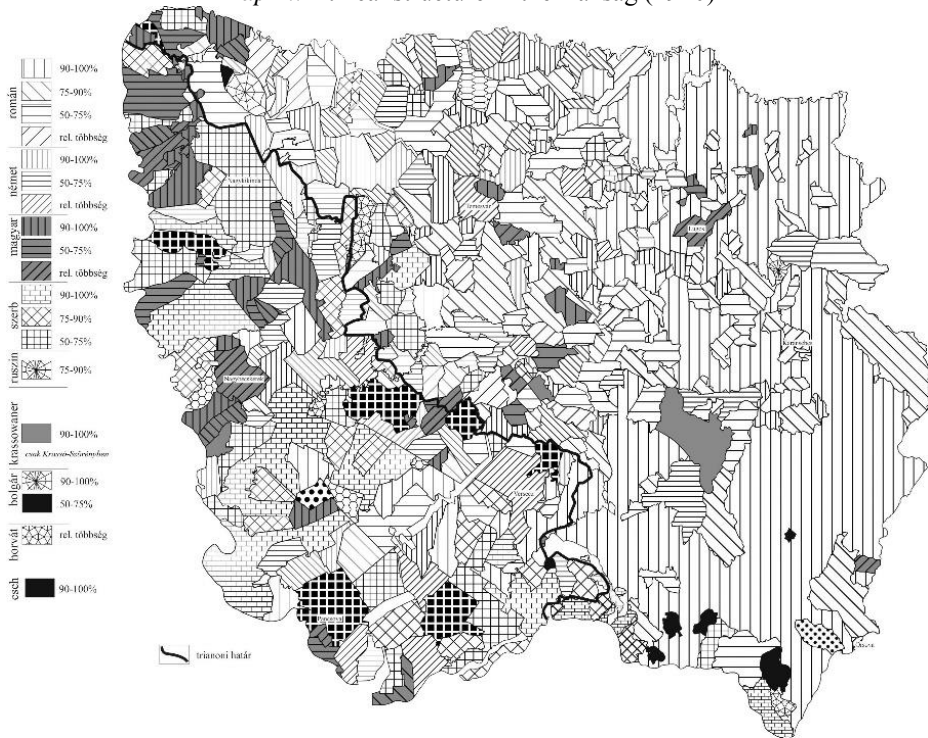 román
90-100%
75-90%
50-75%
rel. többség
német
90-100%
50-75%
rel. többség
magyar
90-100%
50-75%
rel. többség
szerb
90-100%
75-90%
50-75%
ruszin
75-90%
krassowaner
90-100%
csak Krassó-Szörényben
bolgár
90-100%
50-75%
horvát
rel. többség
csch
90-100%
trianoni határ
Nagykikinda
Temesvár
Lugos
Karánsebes
Nagybecskerek
Versec
Pancsova
Orsova